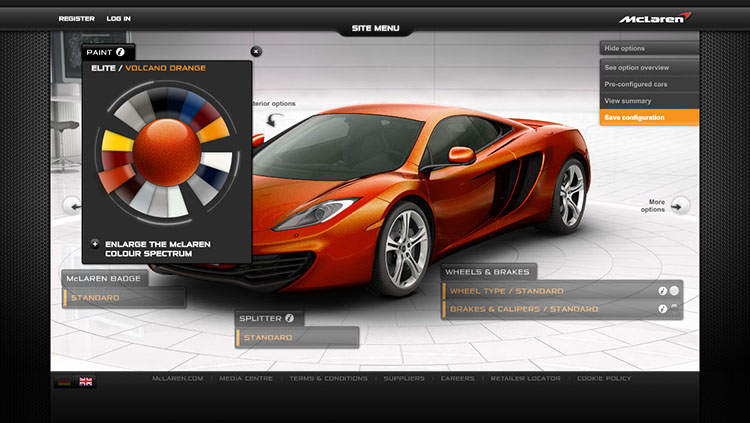 REGISTER LOG IN
SITE MENU
McLaren
PAINT i
ELITE / VOLCANO ORANGE
Hide options
See option overview
Pre-configured cars
View summary
Save configuration
terior options
More
options
ENLARGE THE McLAREN
COLOUR SPECTRUM
McLAREN BADGE
STANDARD
SPLITTER i
STANDARD
WHEELS & BRAKES
WHEEL TYPE / STANDARD i
BRAKES & CALIPERS / STANDARD i
McLAREN.COM | MEDIA CENTRE | TERMS & CONDITIONS | SUPPLIERS | CAREERS | RETAILER LOCATOR | COOKIE POLICY